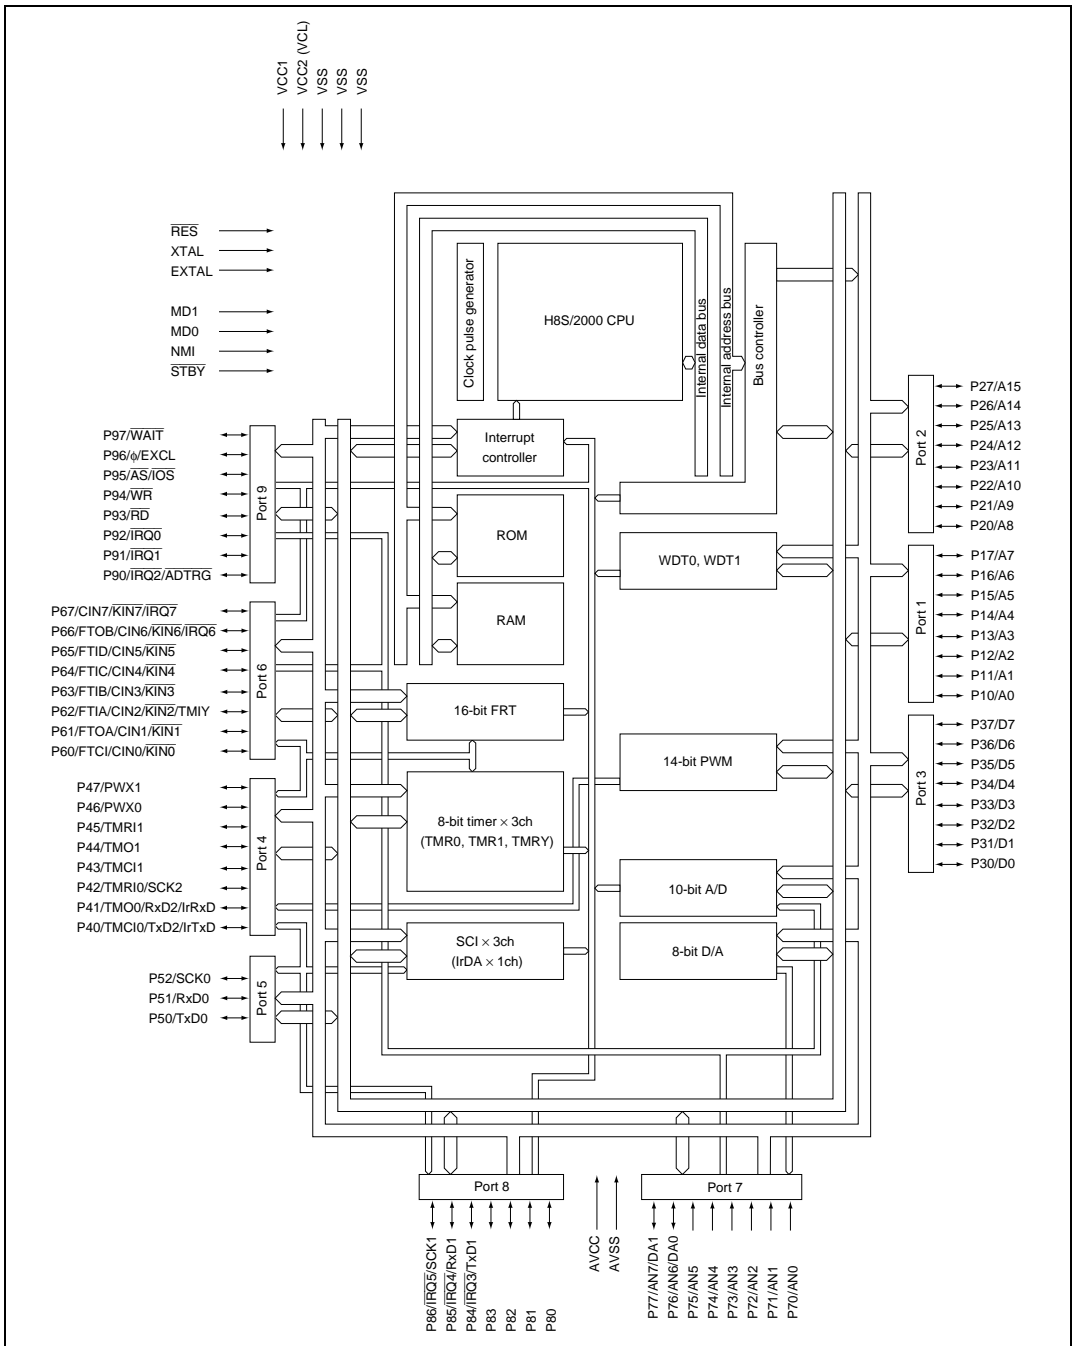 VCC1
VCC2 (VCL)
VSS
VSS
VSS
RES
XTAL
EXTAL
MD1
MD0
NMI
STBY
Clock pulse generator
H8S/2000 CPU
Internal data bus
Internal address bus
Bus controller
Interrupt
controller
ROM
RAM
WDT0, WDT1
16-bit FRT
14-bit PWM
8-bit timer × 3ch
(TMR0, TMR1, TMRY)
10-bit A/D
SCI × 3ch
(IrDA × 1ch)
8-bit D/A
P97/WAIT
P96/φ/EXCL
P95/AS/IOS
P94/WR
P93/RD
P92/IRQ0
P91/IRQ1
P90/IRQ2/ADTRG
Port 9
P67/CIN7/KIN7/IRQ7
P66/FTOB/CIN6/KIN6/IRQ6
P65/FTID/CIN5/KIN5
P64/FTIC/CIN4/KIN4
P63/FTIB/CIN3/KIN3
P62/FTIA/CIN2/KIN2/TMIY
P61/FTOA/CIN1/KIN1
P60/FTCI/CIN0/KIN0
Port 6
P47/PWX1
P46/PWX0
P45/TMRI1
P44/TMO1
P43/TMCI1
P42/TMRI0/SCK2
P41/TMO0/RxD2/IrRxD
P40/TMCI0/TxD2/IrTxD
Port 4
P52/SCK0
P51/RxD0
P50/TxD0
Port 5
Port 2
P27/A15
P26/A14
P25/A13
P24/A12
P23/A11
P22/A10
P21/A9
P20/A8
Port 1
P17/A7
P16/A6
P15/A5
P14/A4
P13/A3
P12/A2
P11/A1
P10/A0
Port 3
P37/D7
P36/D6
P35/D5
P34/D4
P33/D3
P32/D2
P31/D1
P30/D0
Port 8
P86/IRQ5/SCK1
P85/IRQ4/RxD1
P84/IRQ3/TxD1
P83
P82
P81
P80
AVCC
AVSS
Port 7
P77/AN7/DA1
P76/AN6/DA0
P75/AN5
P74/AN4
P73/AN3
P72/AN2
P71/AN1
P70/AN0